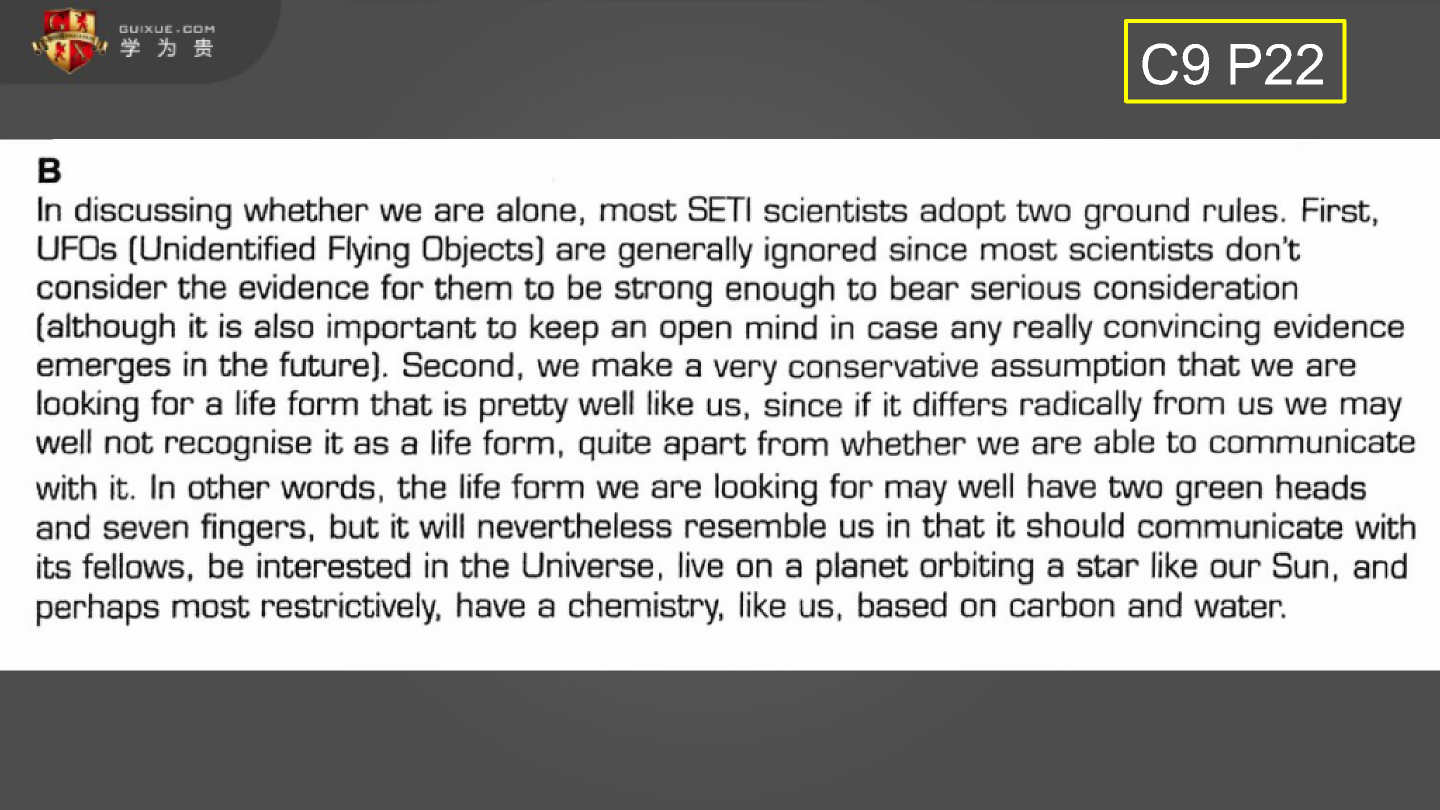 GUIXUE.COM
学 为 贵
C9 P22
B
In discussing whether we are alone, most SETI scientists adopt two ground rules. First,
UFOs (Unidentified Flying Objects) are generally ignored since most scientists don't
consider the evidence for them to be strong enough to bear serious consideration
(although it is also important to keep an open mind in case any really convincing evidence
emerges in the future). Second, we make a very conservative assumption that we are
looking for a life form that is pretty well like us, since if it differs radically from us we may
well not recognise it as a life form, quite apart from whether we are able to communicate
with it. In other words, the life form we are looking for may well have two green heads
and seven fingers, but it will nevertheless resemble us in that it should communicate with
its fellows, be interested in the Universe, live on a planet orbiting a star like our Sun, and
perhaps most restrictively, have a chemistry, like us, based on carbon and water.